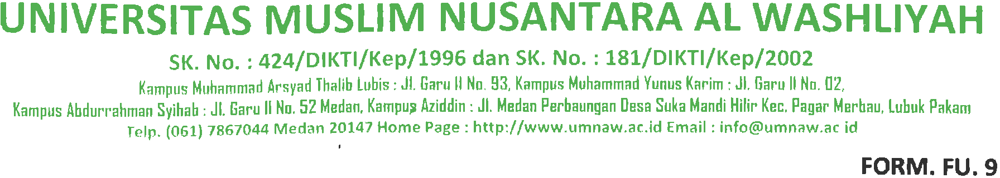 UNIVERSITAS MUSLIM NUSANTARA AL WASHLIYAH
SK. No. : 424/DIKTI/Kep/1996 dan SK. No. : 181/DIKTI/Kep/2002
Kampus Muhammad Arsyad Thalib Lubis : Jl. Garu II No. 93, Kampus Muhammad Yunus Karim : Jl. Garu II No. 02,
Kampus Abdurrahman Syihab : Jl. Garu II No. 52 Medan, Kampus Aziddin : Jl. Medan Perbaungan Desa Suka Mandi Hilir Kec. Pagar Merbau, Lubuk Pakam
Telp. (061) 7867044 Medan 20147 Home Page : http://www.umnaw.ac.id Email : info@umnaw.ac id
FORM. FU. 9